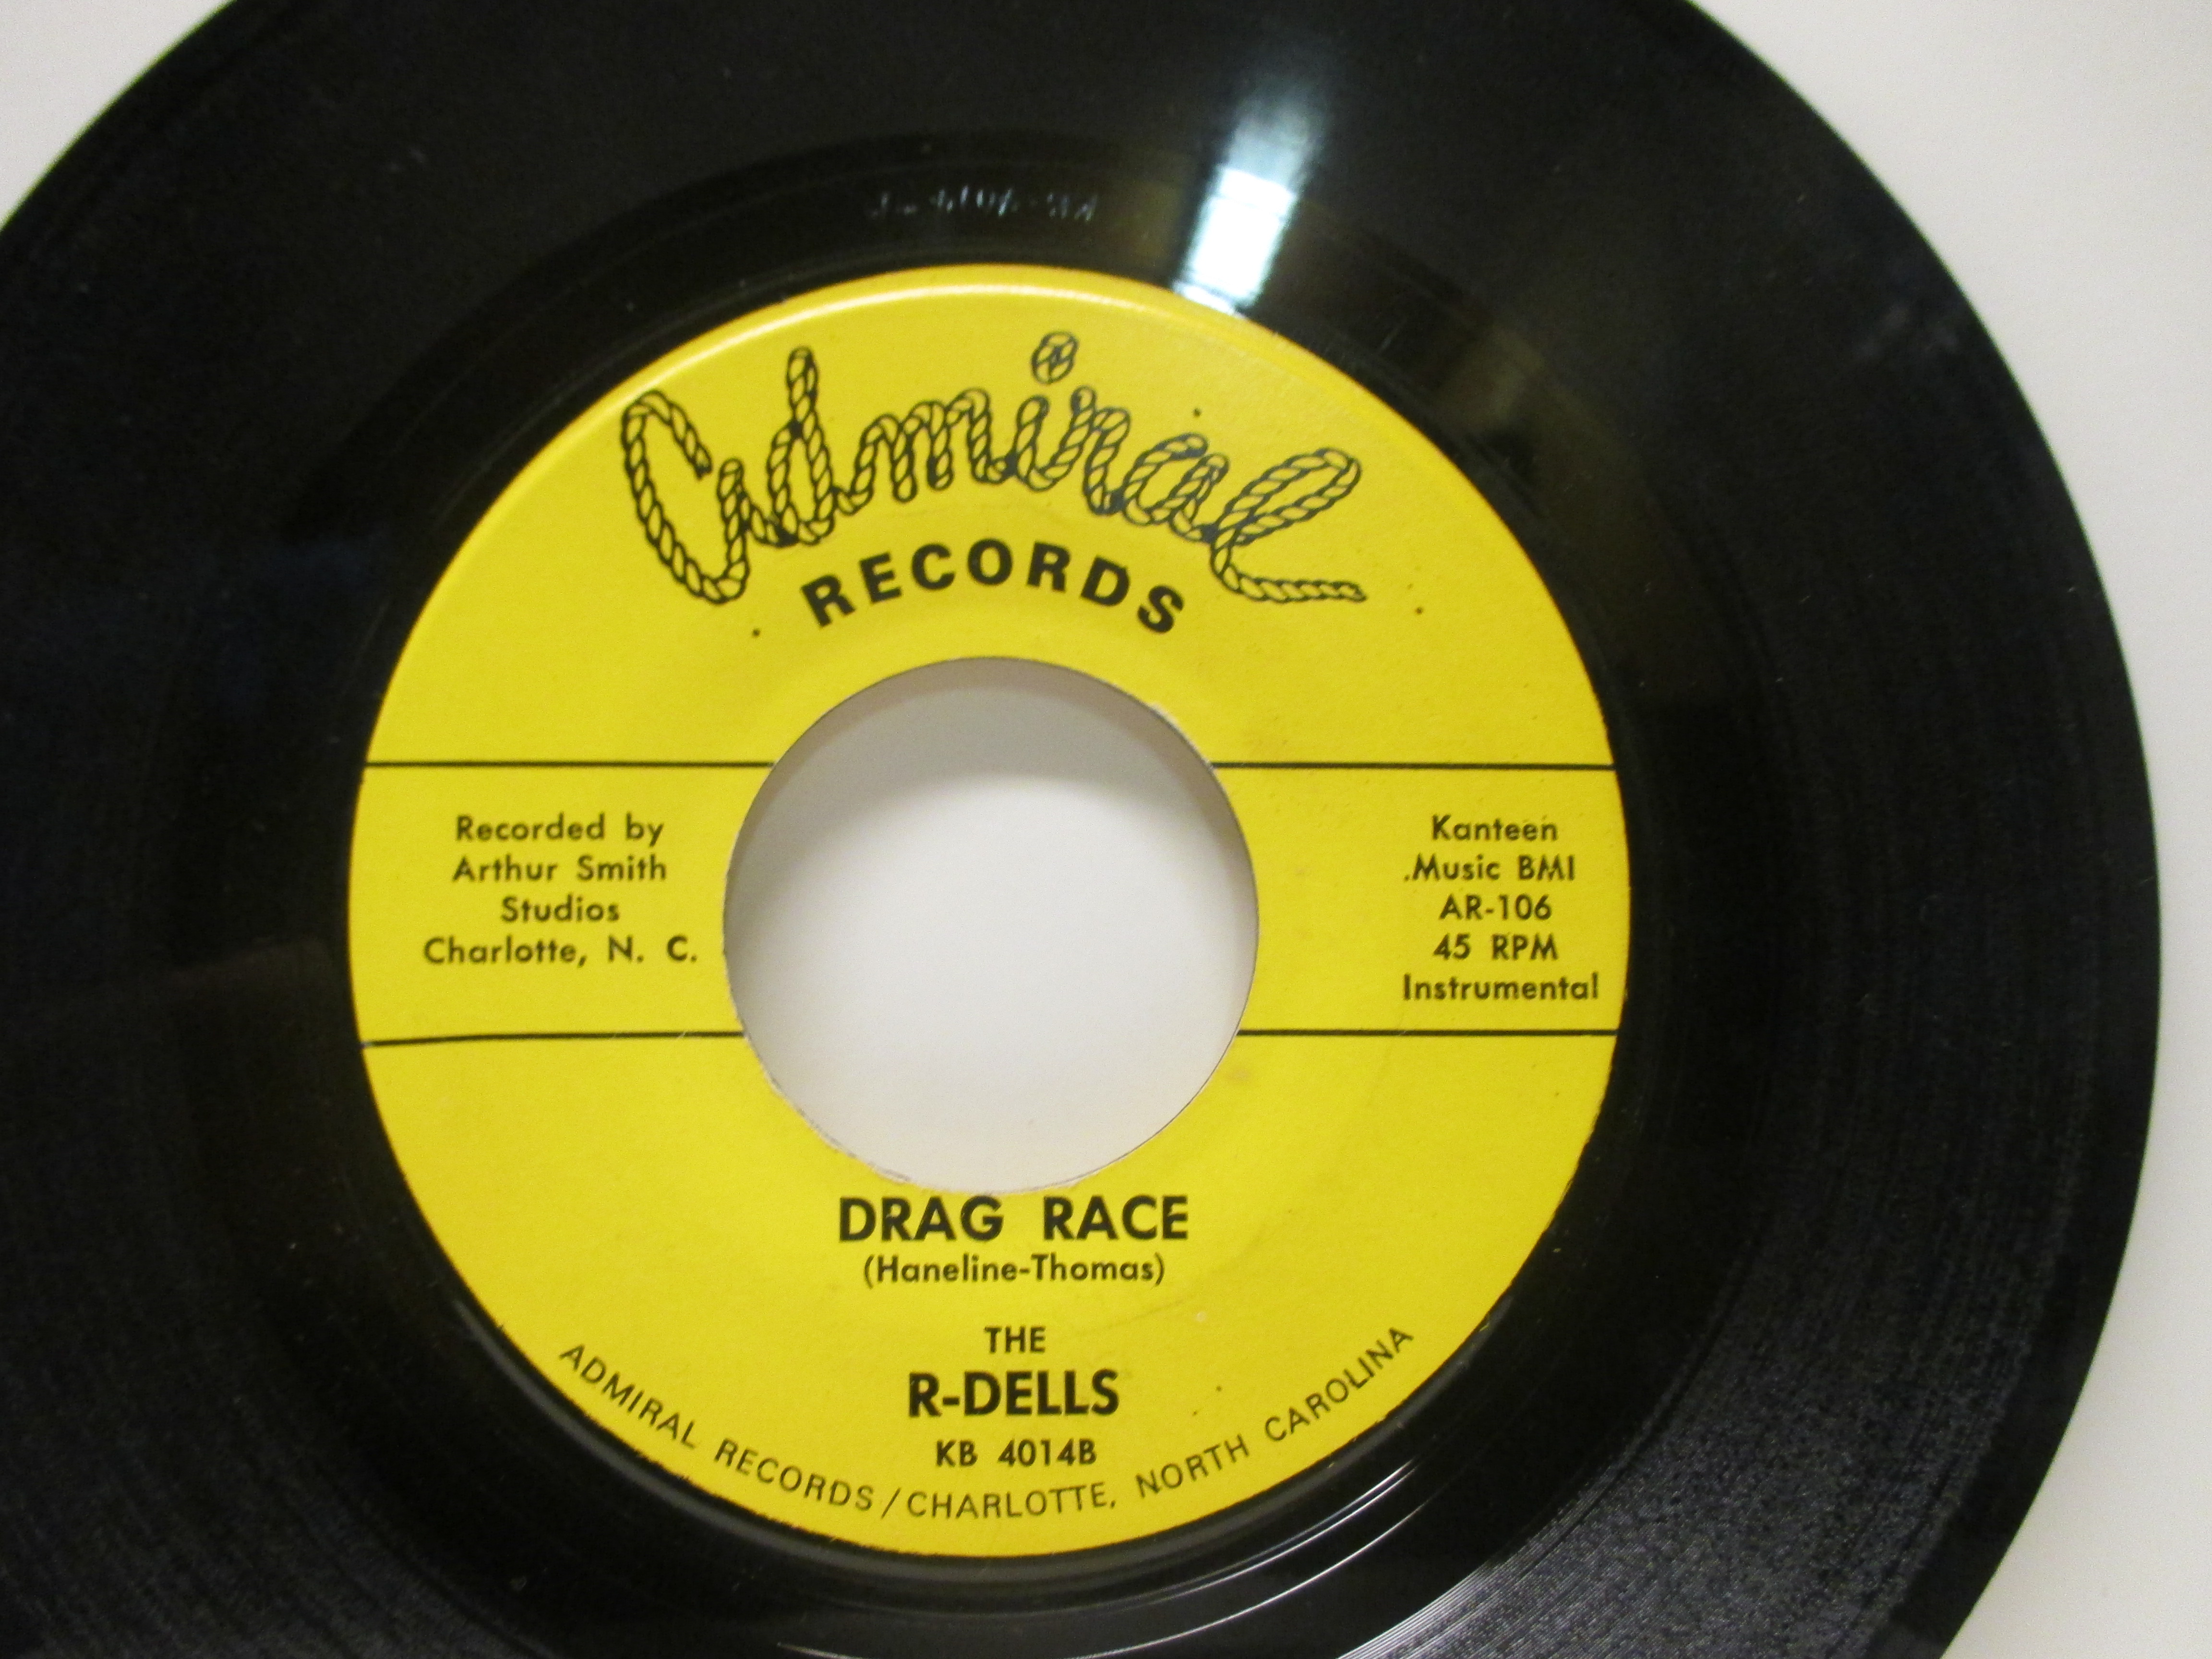 Admiral
RECORDS
Recorded by
Arthur Smith
Studios
Charlotte, N. C.
Kanteen
Music BMI
AR-106
45 RPM
Instrumental
DRAG RACE
(Haneline-Thomas)
THE
R-DELLS
KB 4014B
ADMIRAL RECORDS / CHARLOTTE, NORTH CAROLINA